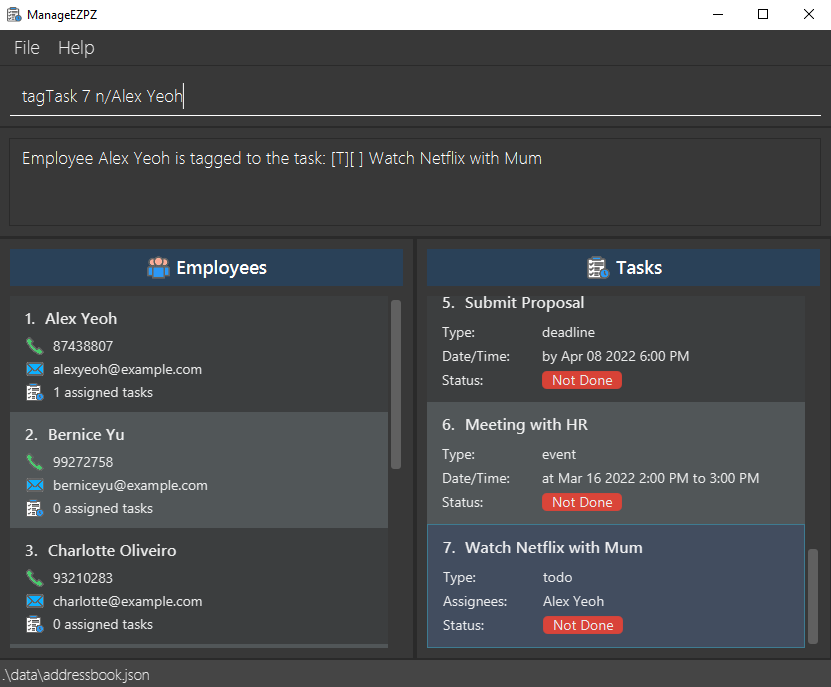 ManageEZPZ
File Help
tagTask 7 n/Alex Yeoh
Employee Alex Yeoh is tagged to the task: [T][ ] Watch Netflix with Mum
Employees
1. Alex Yeoh
87438807
alexyeoh@example.com
1 assigned tasks
2. Bernice Yu
99272758
berniceyu@example.com
0 assigned tasks
3. Charlotte Oliveiro
93210283
charlotte@example.com
0 assigned tasks
Tasks
5. Submit Proposal
Type: deadline
Date/Time: by Apr 08 2022 6:00 PM
Status: Not Done
6. Meeting with HR
Type: event
Date/Time: at Mar 16 2022 2:00 PM to 3:00 PM
Status: Not Done
7. Watch Netflix with Mum
Type: todo
Assignees: Alex Yeoh
Status: Not Done
.\data\addressbook.json